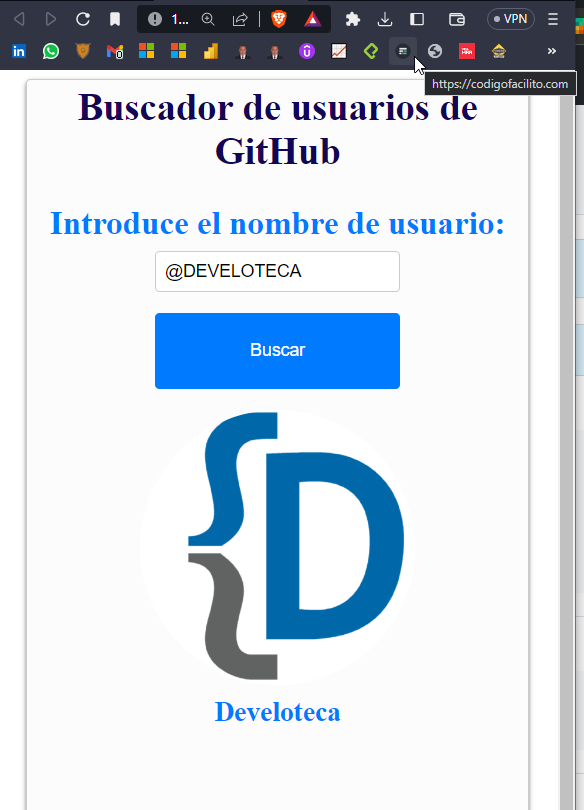 1...
VPN
https://codigofacilito.com
Buscador de usuarios de
GitHub
Introduce el nombre de usuario:
@DEVELOTECA
Buscar
{D
Develoteca